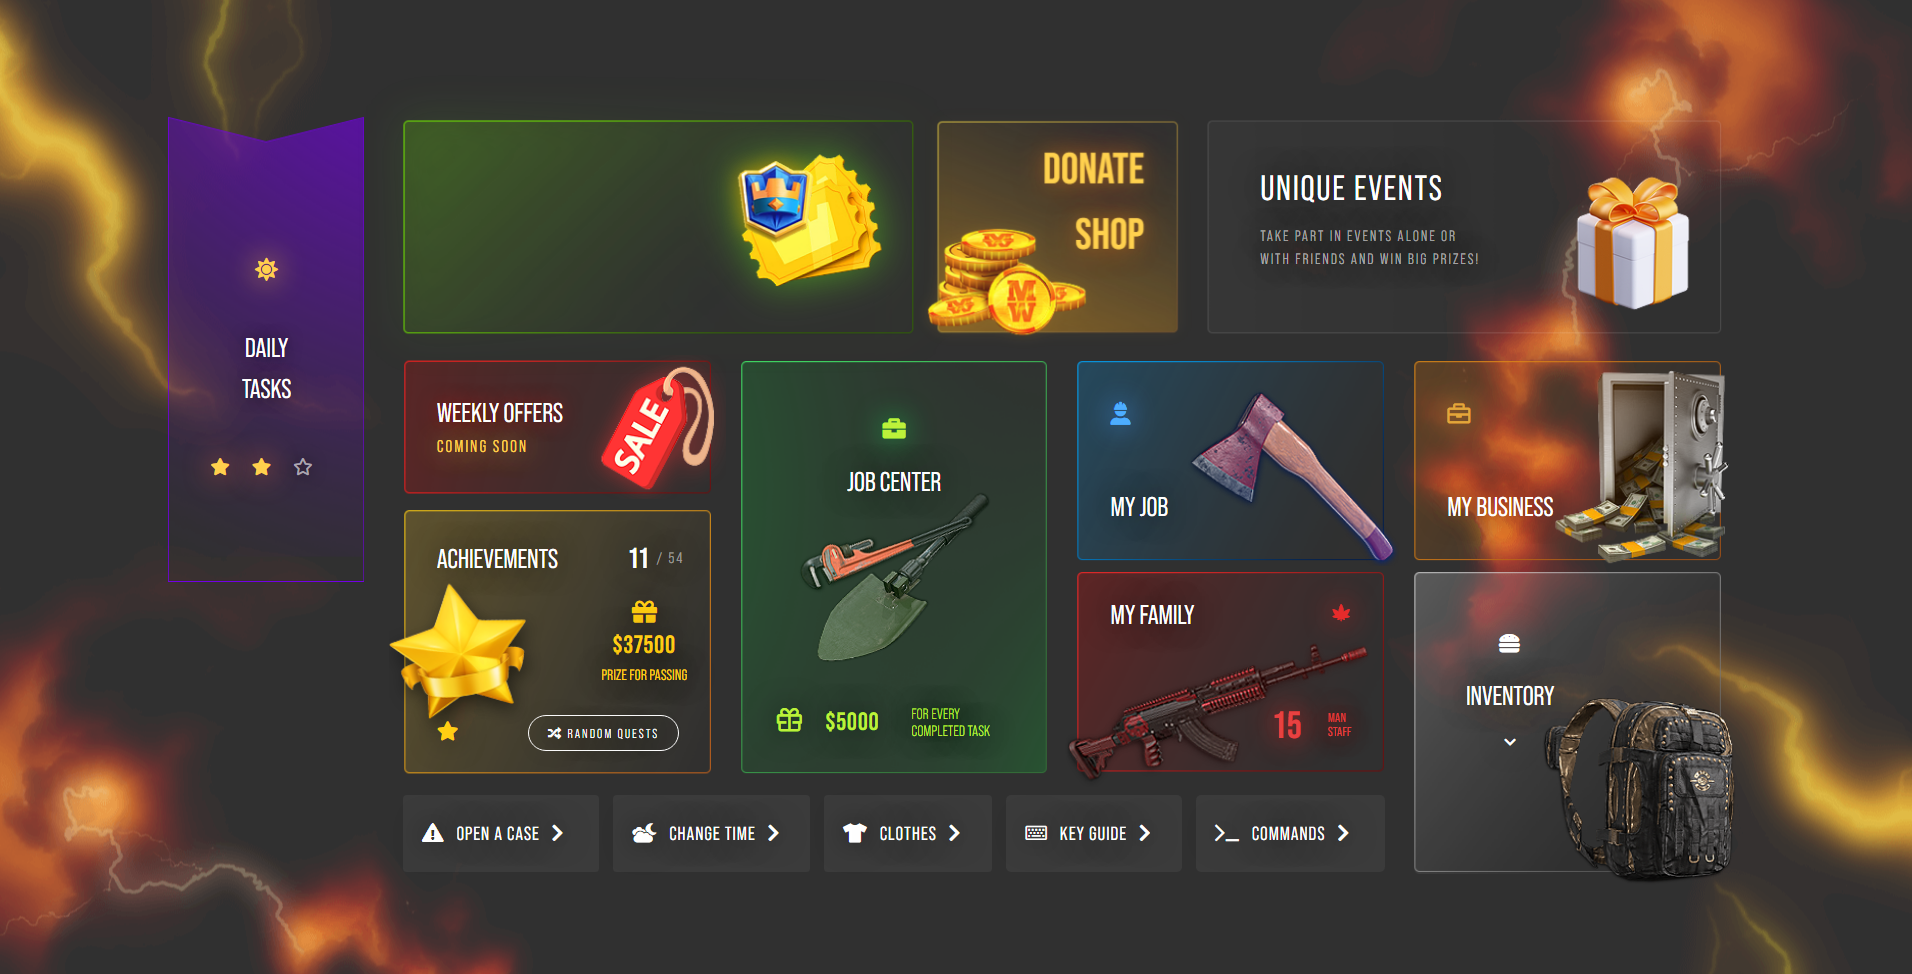 DAILY
TASKS
DONATE
SHOP
MW
UNIQUE EVENTS
TAKE PART IN EVENTS ALONE OR
WITH FRIENDS AND WIN BIG PRIZES!
WEEKLY OFFERS
COMING SOON
SALE
ACHIEVEMENTS
11 / 54
$37500
PRIZE FOR PASSING
RANDOM QUESTS
JOB CENTER
$5000
FOR EVERY
COMPLETED TASK
MY JOB
MY BUSINESS
MY FAMILY
15
MAN
STAFF
INVENTORY
OPEN A CASE
CHANGE TIME
CLOTHES
KEY GUIDE
COMMANDS